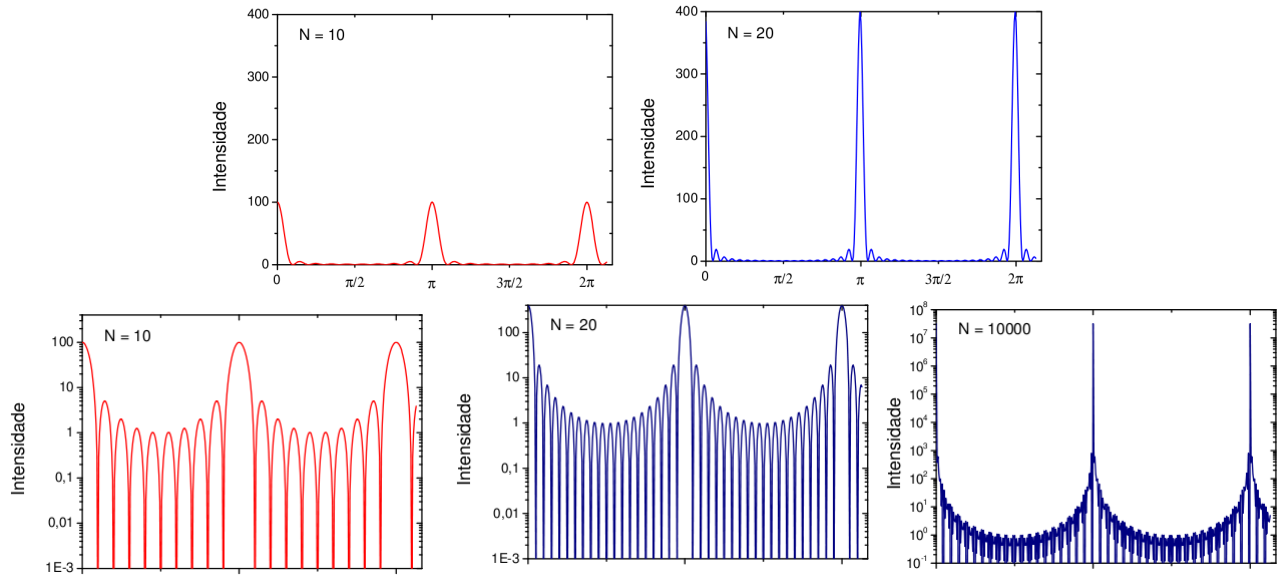 400
300
200
100
0
Intensidade
N = 10
0
π/2
π
3π/2
2π
400
300
200
100
0
Intensidade
N = 20
0
π/2
π
3π/2
2π
100
10
1
0,1
0,01
1E-3
Intensidade
N = 10
100
10
1
0,1
0,01
1E-3
Intensidade
N = 20
10⁸
10⁷
10⁶
10⁵
10⁴
10³
10²
10¹
10⁰
10⁻¹
Intensidade
N = 10000